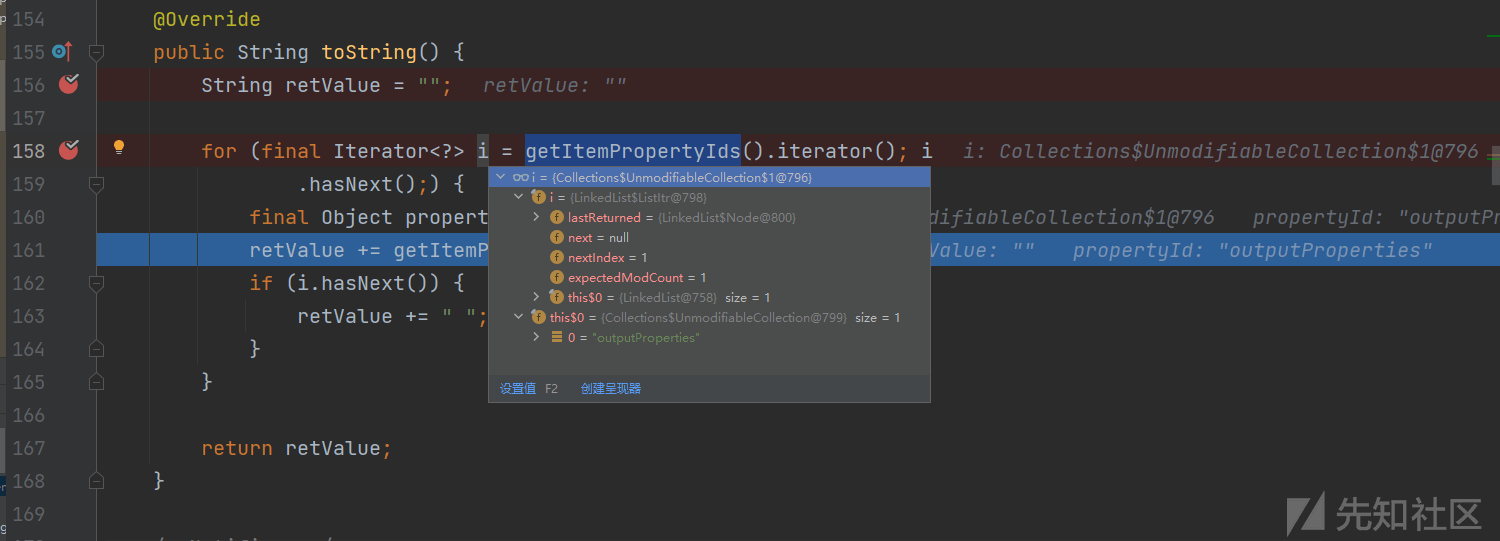 154 @Override
155 public String toString() {
156 String retValue = ""; retValue: ""
157
158 for (final Iterator<?> i = getItemPropertyIds().iterator(); i i: Collections$UnmodifiableCollection$1@796
∞ i = {Collections$UnmodifiableCollection$1@796}
159 .hasNext();) {
i = {LinkedList$ListItr@798}
160 final Object propert
lastReturned = {LinkedList$Node@800}
difiableCollection$1@796 propertyId: "outputPr
next = null
161 retValue += getItemP
Value: "" propertyId: "outputProperties"
nextIndex = 1
expectedModCount = 1
162 if (i.hasNext()) {
this$0 = {LinkedList@758} size = 1
163 retValue += " ";
this$0 = {Collections$UnmodifiableCollection@799} size = 1
164 }
0 = "outputProperties"
165 }
设置值 F2 创建呈现器
166
167 return retValue;
168 }
169
先知社区